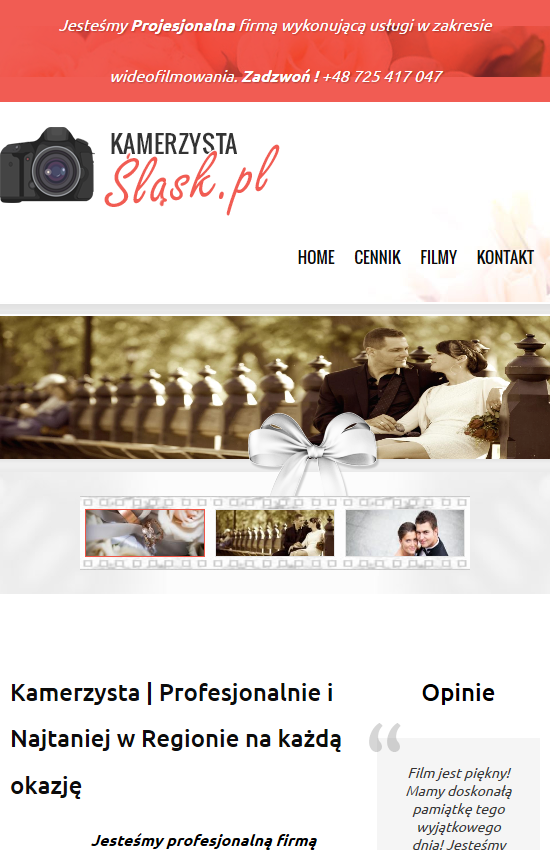 Jesteśmy Projesjonalna firmą wykonującą usługi w zakresie
wideofilmowania. Zadzwoń ! +48 725 417 047
KAMERZYSTA
Śląsk.pl
HOME CENNIK FILMY KONTAKT
Kamerzysta | Profesjonalnie i
Najtaniej w Regionie na każdą
okazję
Jesteśmy profesjonalną firmą
Opinie
“
Film jest piękny!
Mamy doskonałą
pamiątkę tego
wyjątkowego
dnia! Jesteśmy